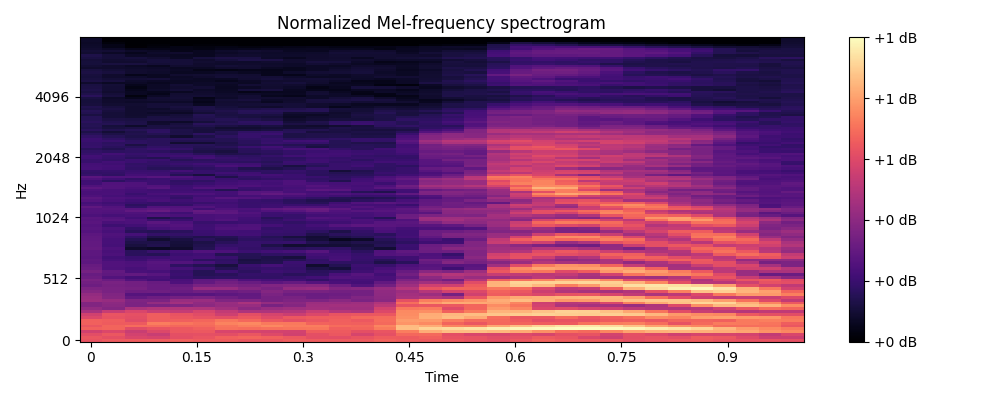 Normalized Mel-frequency spectrogram
Hz
4096
2048
1024
512
0
0 0.15 0.3 0.45 0.6 0.75 0.9
Time
+1 dB
+1 dB
+1 dB
+0 dB
+0 dB
+0 dB